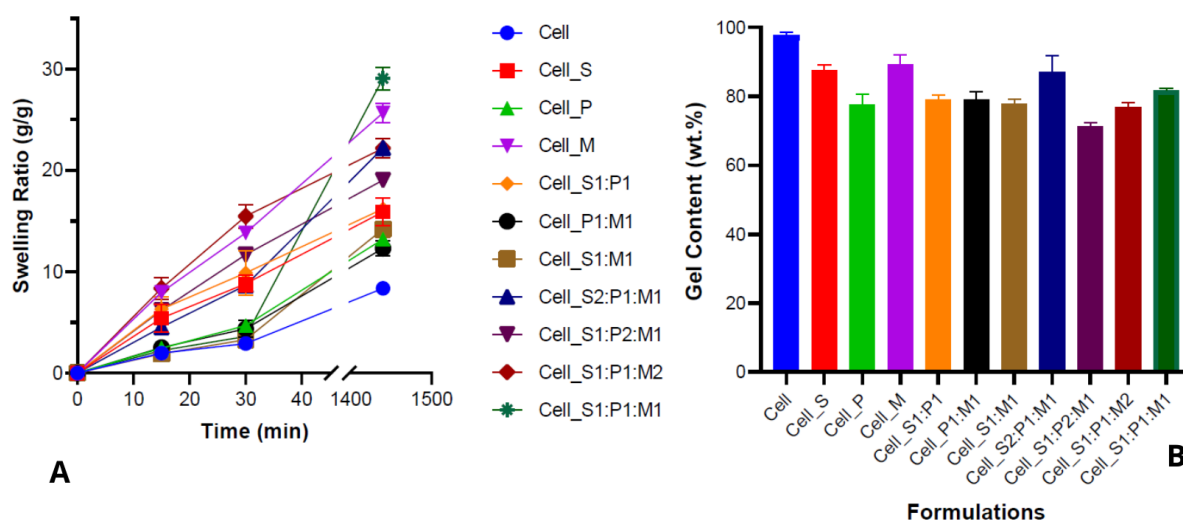 Swelling Ratio (g/g)
30
20
10
0
0 10 20 30 40 1400 1500
Time (min)
A
Cell
Cell_S
Cell_P
Cell_M
Cell_S1:P1
Cell_P1:M1
Cell_S1:M1
Cell_S2:P1:M1
Cell_S1:P2:M1
Cell_S1:P1:M2
Cell_S1:P1:M1
Gel Content (wt.%)
100
80
60
40
20
0
Cell
Cell_S
Cell_P
Cell_M
Cell_S1:P1
Cell_P1:M1
Cell_S1:M1
Cell_S2:P1:M1
Cell_S1:P2:M1
Cell_S1:P1:M2
Cell_S1:P1:M1
Formulations
B